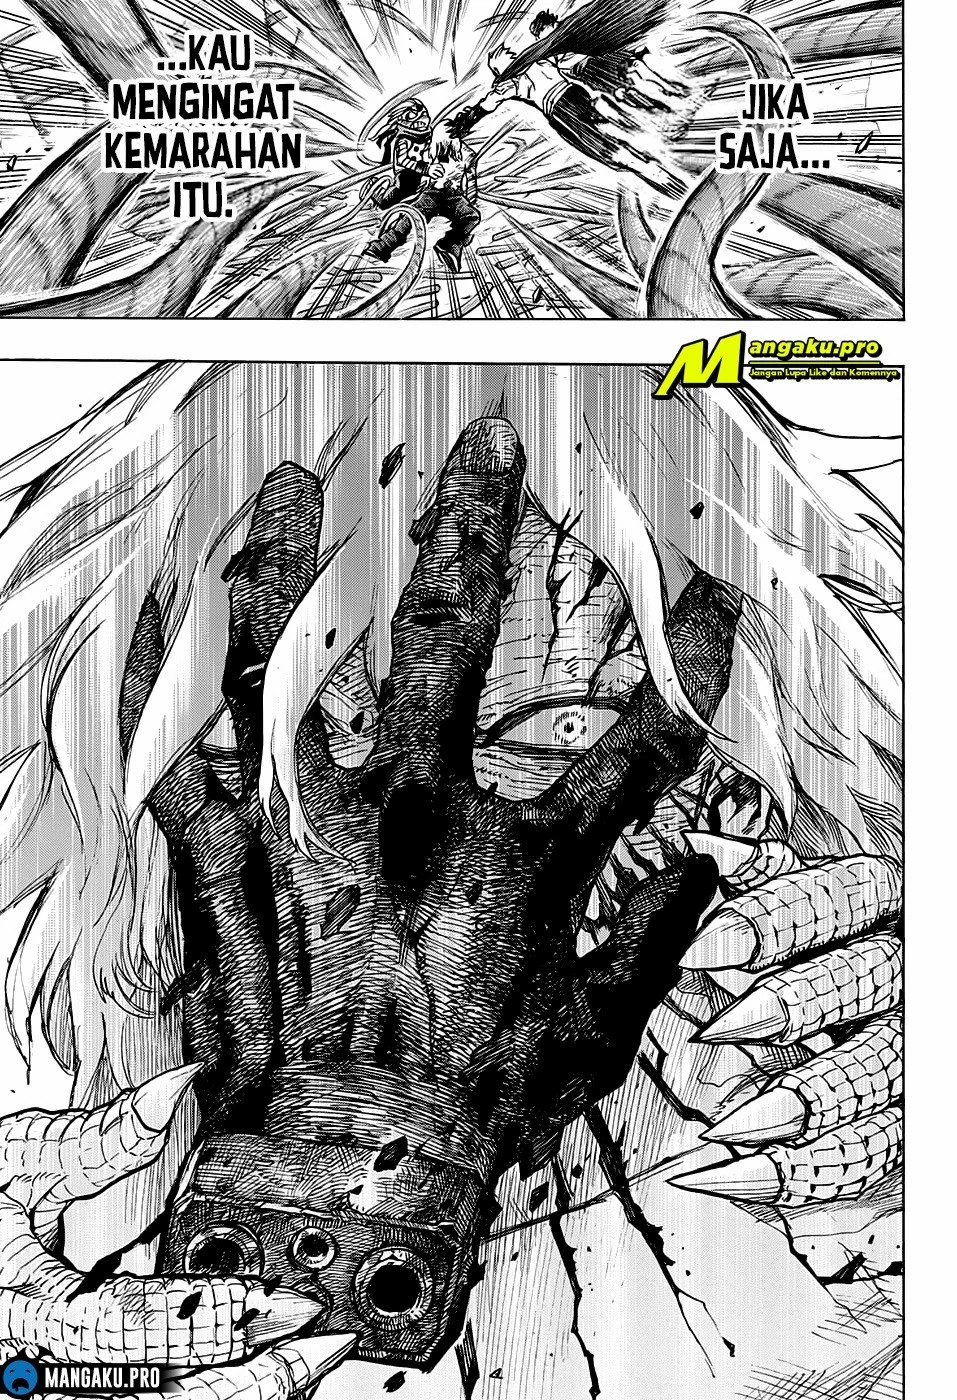 JIKA
SAJA...
...KAU
MENGINGAT
KEMARAHAN
ITU.
Mangaku.pro
Jangan Lupa Like dan Komennya
MANGAKU.PRO